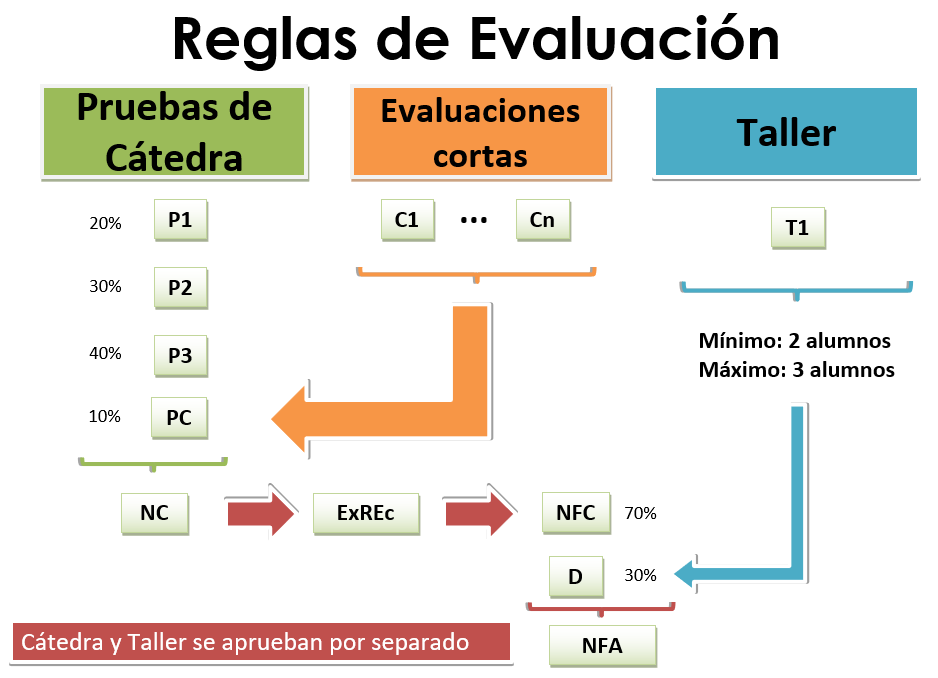 Reglas de Evaluación
Pruebas de
Cátedra
Evaluaciones
cortas
Taller
20%
P1
30%
P2
40%
P3
10%
PC
C1
...
Cn
T1
Mínimo: 2 alumnos
Máximo: 3 alumnos
NC
ExREc
NFC
70%
D
30%
NFA
Cátedra y Taller se aprueban por separado